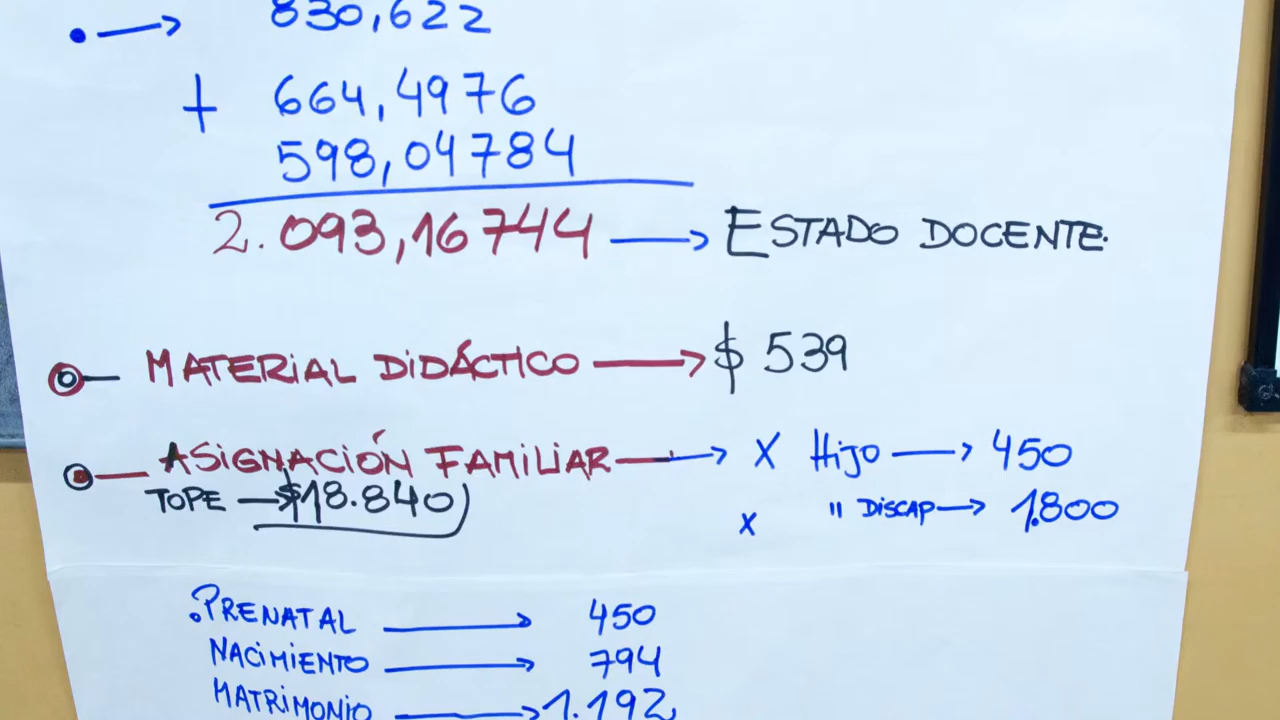 830,622
+ 664,4976
598,04784
2.093,16744 → ESTADO DOCENTE.
MATERIAL DIDÁCTICO → $ 539
ASIGNACIÓN FAMILIAR → X Hijo → 450
TOPE → $18.840
x " DISCAP → 1.800
.PRENATAL → 450
NACIMIENTO → 794
MATRIMONIO → 1.192